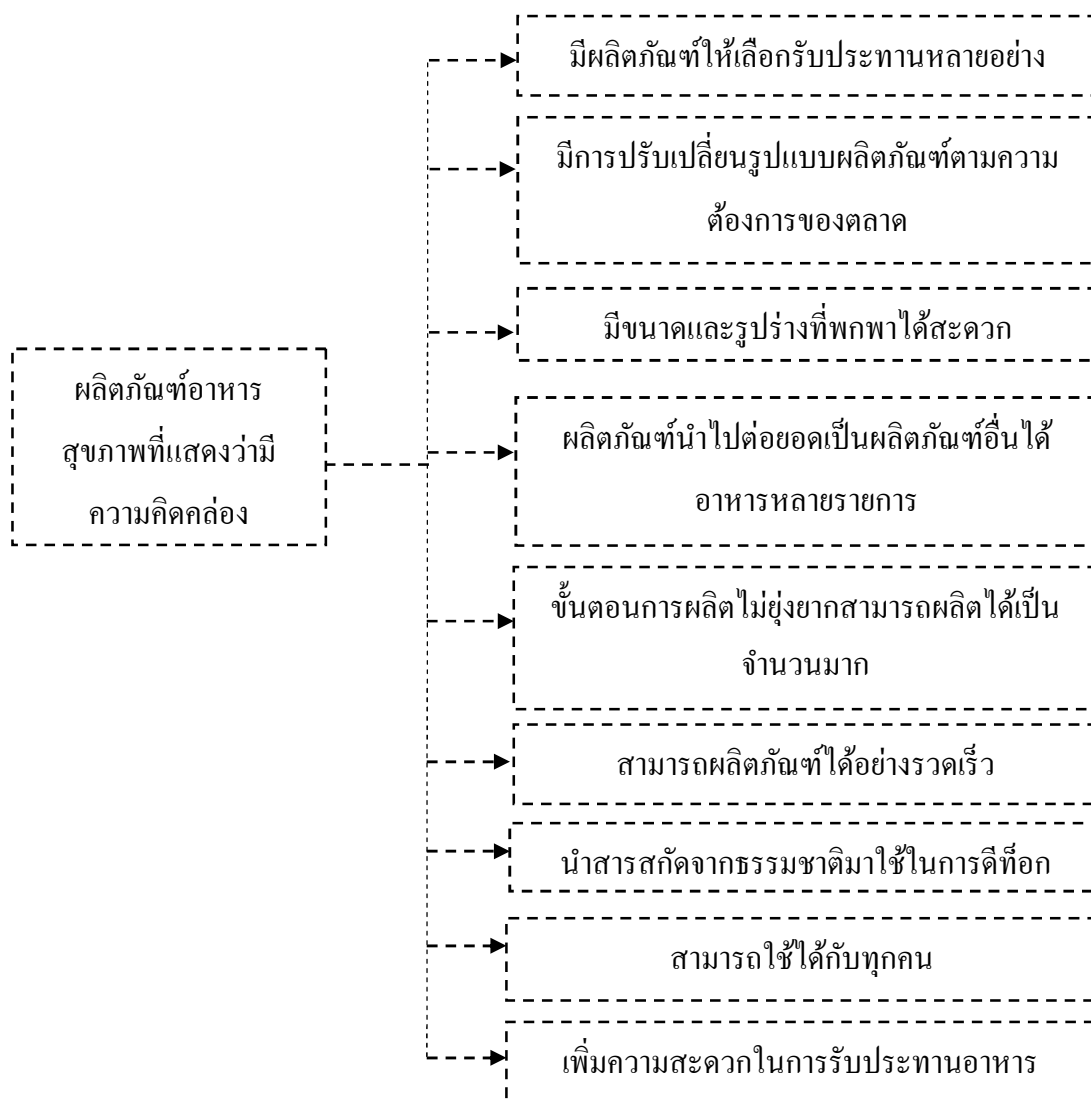 มีผลิตภัณฑ์ให้เลือกรับประทานหลายอย่าง
มีการปรับเปลี่ยนรูปแบบผลิตภัณฑ์ตามความ
ต้องการของตลาด
มีขนาดและรูปร่างที่พกพาได้สะดวก
ผลิตภัณฑ์อาหาร
สุขภาพที่แสดงว่ามี
ความคิดคล่อง
ผลิตภัณฑ์นำไปต่อยอดเป็นผลิตภัณฑ์อื่นได้
อาหารหลายรายการ
ขั้นตอนการผลิตไม่ยุ่งยากสามารถผลิตได้เป็น
จำนวนมาก
สามารถผลิตภัณฑ์ได้อย่างรวดเร็ว
นำสารสกัดจากธรรมชาติมาใช้ในการดีท็อก
สามารถใช้ได้กับทุกคน
เพิ่มความสะดวกในการรับประทานอาหาร